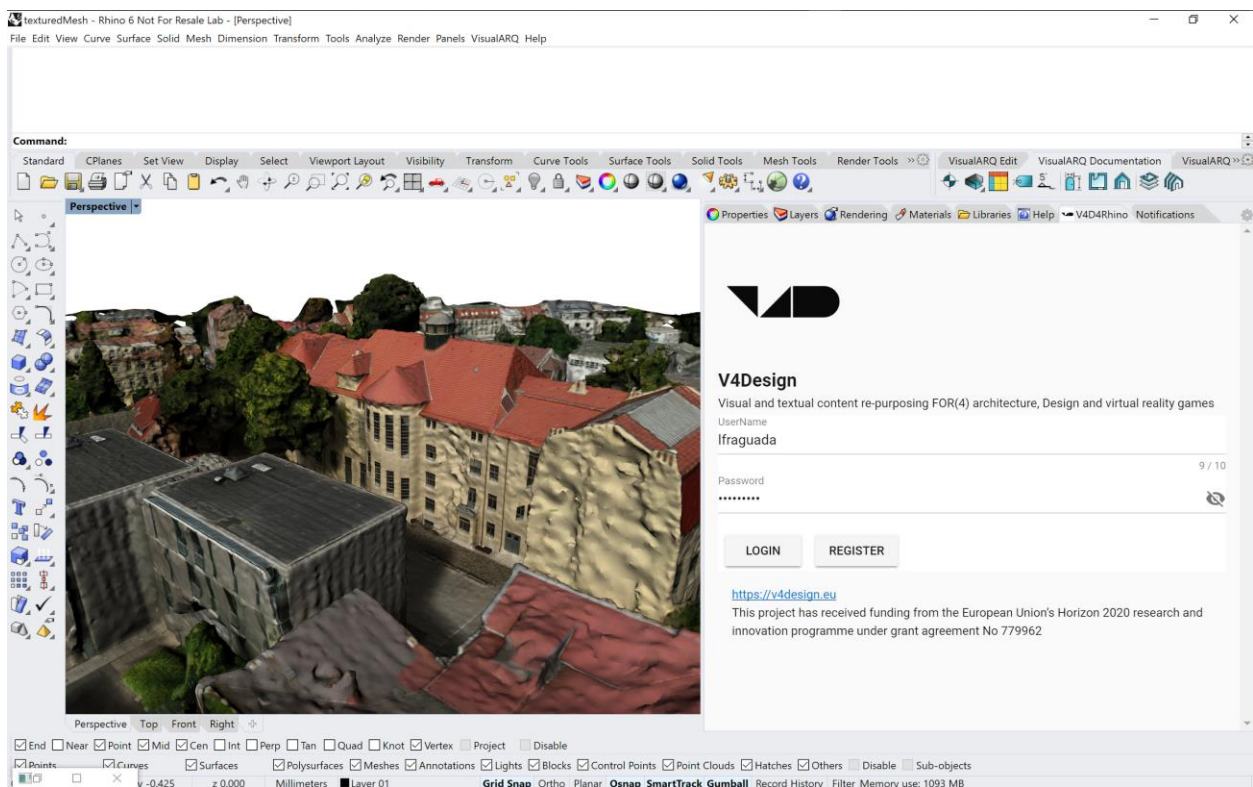 texturedMesh - Rhino 6 Not For Resale Lab - [Perspective]
File Edit View Curve Surface Solid Mesh Dimension Transform Tools Analyze Render Panels VisualARQ Help
Command:
Standard CPlanes Set View Display Select Viewport Layout Visibility Transform Curve Tools Surface Tools Solid Tools Mesh Tools Render Tools » VisualARQ Edit VisualARQ Documentation VisualARQ »
Perspective
Properties Layers Rendering Materials Libraries Help V4D4Rhino Notifications
V4D
V4Design
Visual and textual content re-purposing FOR(4) architecture, Design and virtual reality games
UserName
lfraguada
9 / 10
Password
•••••••••
LOGIN REGISTER
https://v4design.eu
This project has received funding from the European Union's Horizon 2020 research and
innovation programme under grant agreement No 779962
Perspective Top Front Right
End Near Point Mid Cen Int Perp Tan Quad Knot Vertex Project Disable
Points Curves Surfaces Polysurfaces Meshes Annotations Lights Blocks Control Points Point Clouds Hatches Others Disable Sub-objects
y -0.425 z 0.000 Millimeters Layer 01 Grid Snap Ortho Planar Osnap SmartTrack Gumball Record History Filter Memory use: 1093 MB